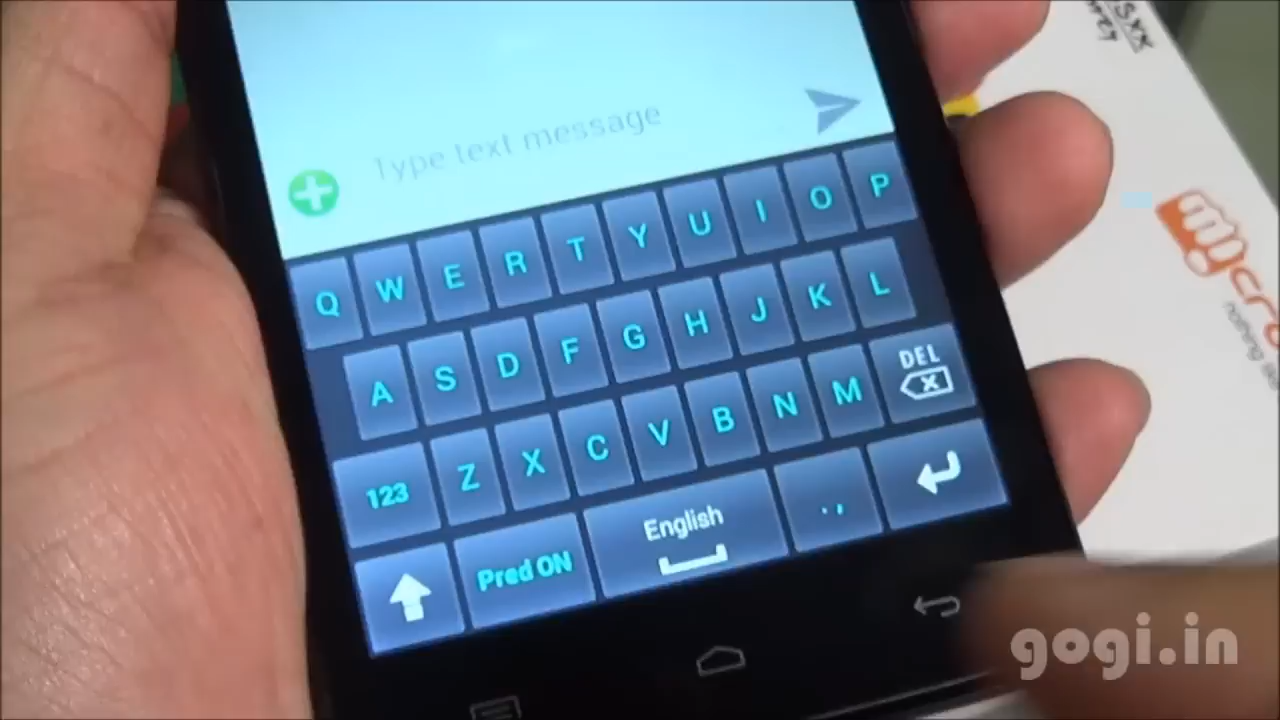 Type text message
Q W E R T Y U I O P
A S D F G H J K L
DEL
123 Z X C V B N M
Pred ON English . ,
gogi.in